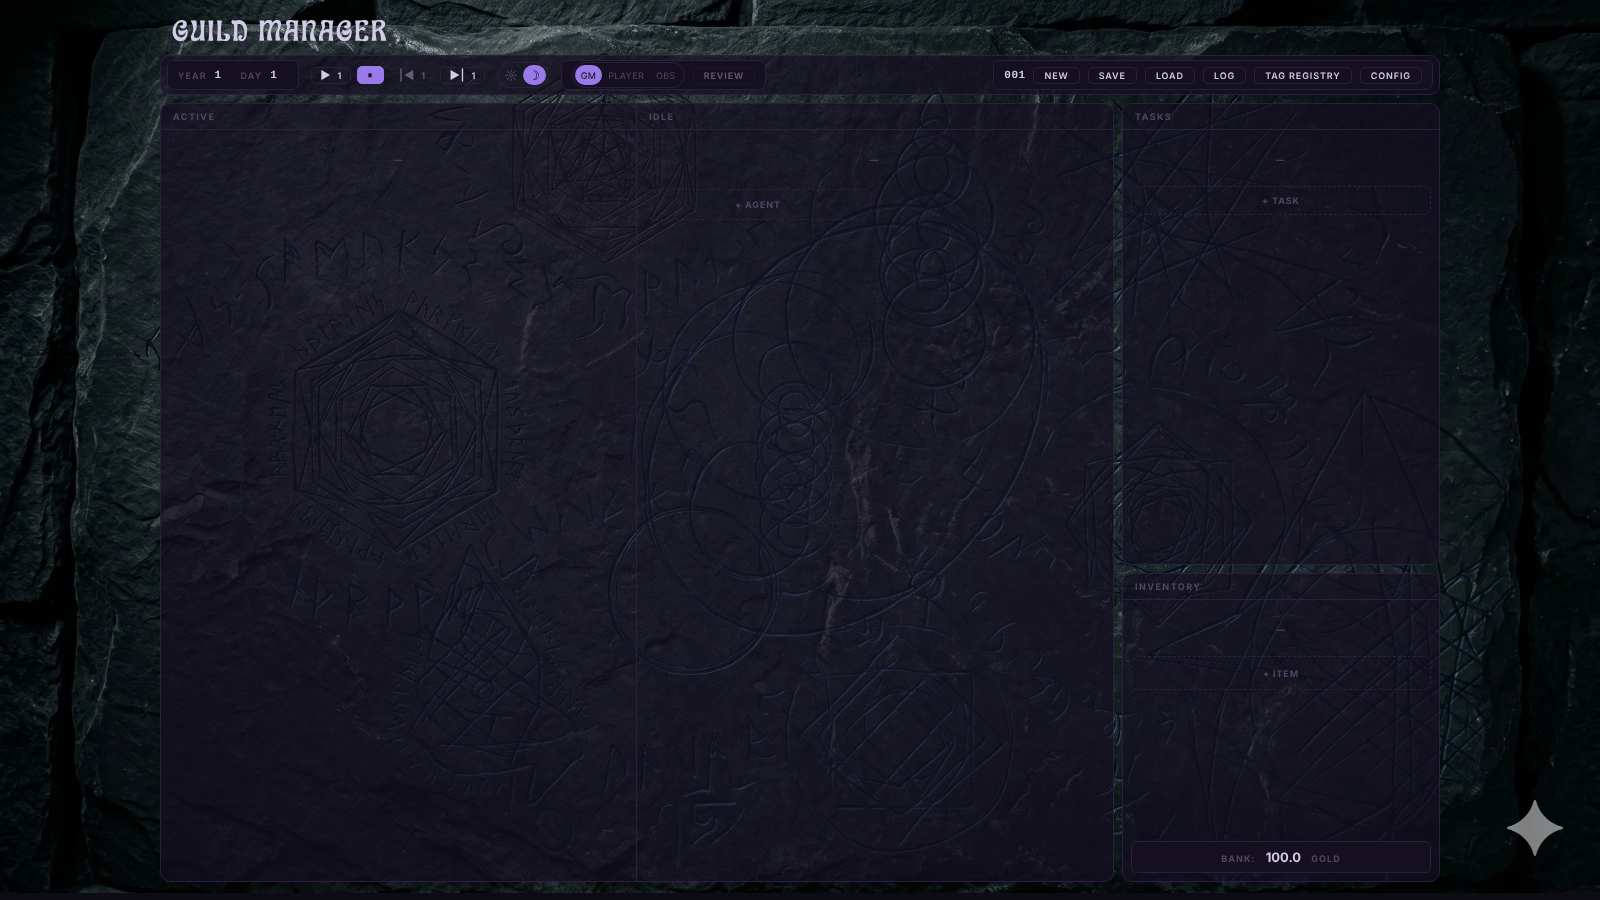 GUILD MANAGER
YEAR 1 DAY 1 1 1 1 GM PLAYER OBS REVIEW 001 NEW SAVE LOAD LOG TAG REGISTRY CONFIG
ACTIVE IDLE TASKS
— — —
+ AGENT + TASK
INVENTORY
—
+ ITEM
BANK: 100.0 GOLD